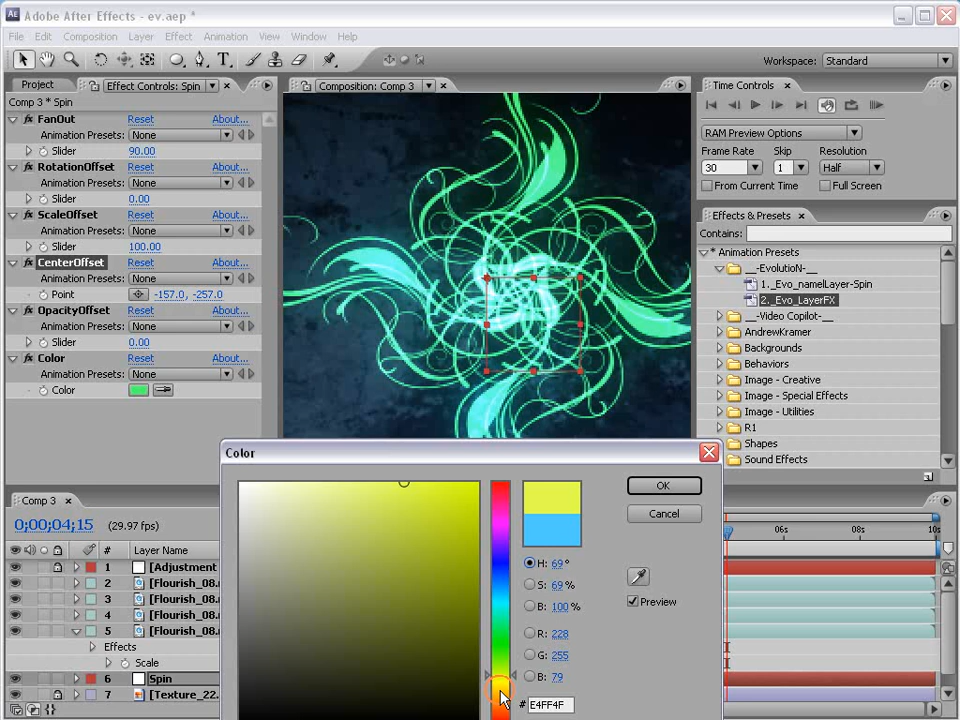 Adobe After Effects - ev.aep *
File Edit Composition Layer Effect Animation View Window Help
Workspace: Standard
Project Effect Controls: Spin
Comp 3 * Spin
FanOut Reset About...
Animation Presets: None
Slider 90.00
RotationOffset Reset About...
Animation Presets: None
Slider 0.00
ScaleOffset Reset About...
Animation Presets: None
Slider 100.00
CenterOffset Reset About...
Animation Presets: None
Point -157.0, -257.0
OpacityOffset Reset About...
Animation Presets: None
Slider 0.00
Color Reset About...
Animation Presets: None
Color
Composition: Comp 3
Time Controls
RAM Preview Options
Frame Rate Skip Resolution
30 1 Half
From Current Time Full Screen
Effects & Presets
Contains:
* Animation Presets
__-EvolutioN-__
1._Evo_nameLayer-Spin
2._Evo_LayerFX
__-Video Copilot-__
AndrewKramer
Backgrounds
Behaviors
Image - Creative
Image - Special Effects
Image - Utilities
R1
Shapes
Sound Effects
Color
OK
Cancel
H: 69 °
S: 69 %
B: 100 %
Preview
R: 228
G: 255
B: 79
# E4FF4F
Comp 3
0;00;04;15 (29.97 fps)
# Layer Name
1 [Adjustment
2 [Flourish_08.
3 [Flourish_08.
4 [Flourish_08.
5 [Flourish_08.
Effects
Scale
6 Spin
7 [Texture_22.
06s 08s 10s